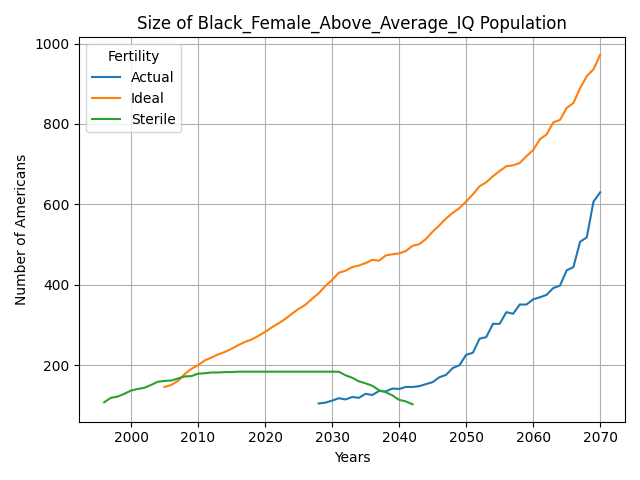 Size of Black_Female_Above_Average_IQ Population
Fertility
Actual
Ideal
Sterile
Number of Americans
1000
800
600
400
200
2000 2010 2020 2030 2040 2050 2060 2070
Years